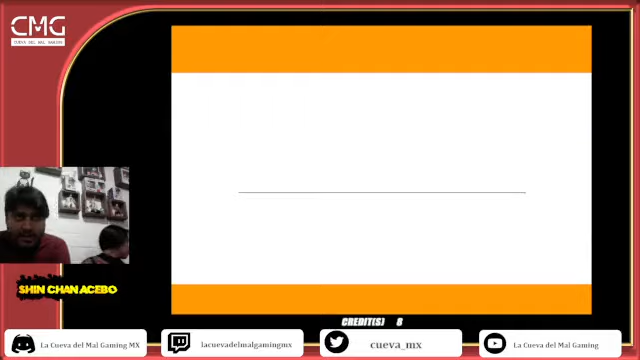 CMG
CUEVA DEL MAL GAMING
SHIN CHAN ACEBO
CREDIT(S) 8
La Cueva del Mal Gaming MX
lacuevadelmalgamingmx
cueva_mx
La Cueva del Mal Gaming